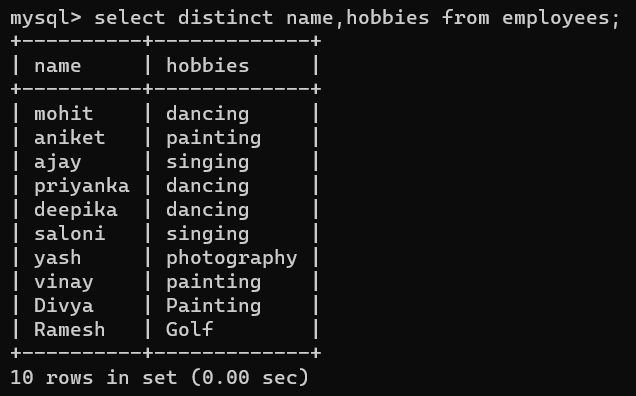 mysql> select distinct name,hobbies from employees;
+----------+-------------+
| name     | hobbies     |
+----------+-------------+
| mohit    | dancing     |
| aniket   | painting    |
| ajay     | singing     |
| priyanka | dancing     |
| deepika  | dancing     |
| saloni   | singing     |
| yash     | photography |
| vinay    | painting    |
| Divya    | Painting    |
| Ramesh   | Golf        |
+----------+-------------+
10 rows in set (0.00 sec)